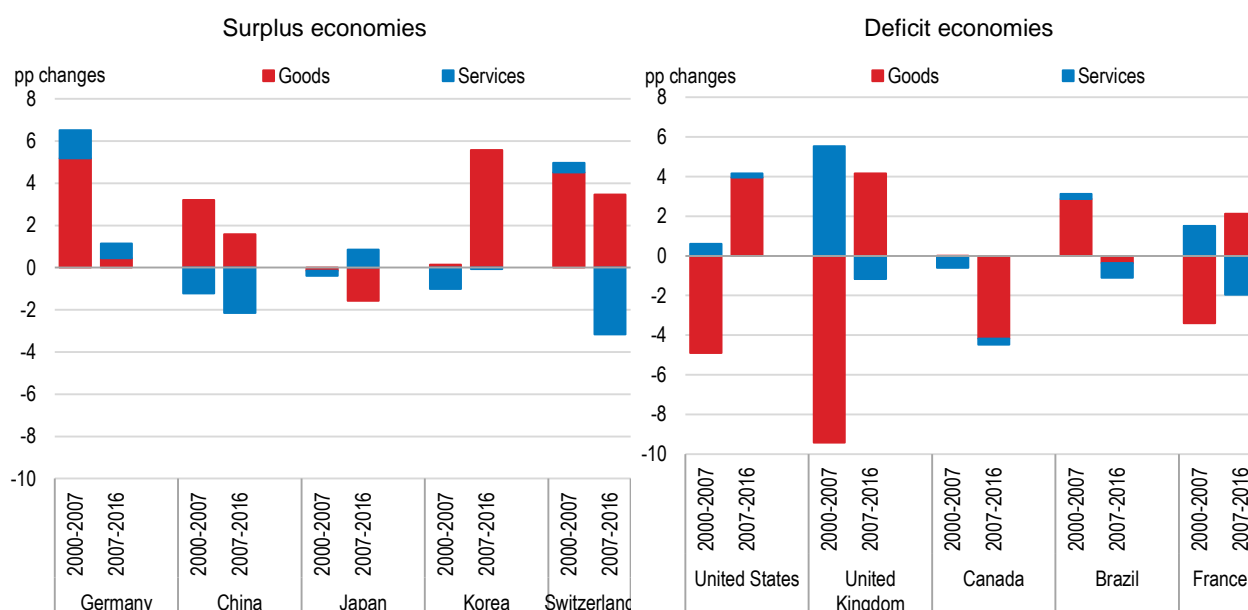 Surplus economies
pp changes
Goods
Services
8
6
4
2
0
-2
-4
-6
-8
-10
2000-2007
2007-2016
2000-2007
2007-2016
2000-2007
2007-2016
2000-2007
2007-2016
2000-2007
2007-2016
Germany
China
Japan
Korea
Switzerland
Deficit economies
pp changes
Goods
Services
8
6
4
2
0
-2
-4
-6
-8
-10
2000-2007
2007-2016
2000-2007
2007-2016
2000-2007
2007-2016
2000-2007
2007-2016
2000-2007
2007-2016
United States
United
Kingdom
Canada
Brazil
France